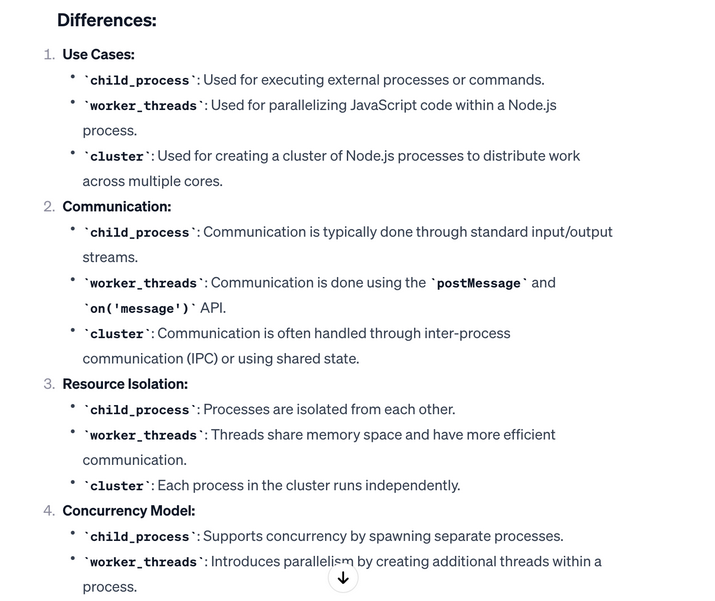 Differences:
1. Use Cases:
• `child_process`: Used for executing external processes or commands.
• `worker_threads`: Used for parallelizing JavaScript code within a Node.js
process.
• `cluster`: Used for creating a cluster of Node.js processes to distribute work
across multiple cores.
2. Communication:
• `child_process`: Communication is typically done through standard input/output
streams.
• `worker_threads`: Communication is done using the `postMessage` and
`on('message')` API.
• `cluster`: Communication is often handled through inter-process
communication (IPC) or using shared state.
3. Resource Isolation:
• `child_process`: Processes are isolated from each other.
• `worker_threads`: Threads share memory space and have more efficient
communication.
• `cluster`: Each process in the cluster runs independently.
4. Concurrency Model:
• `child_process`: Supports concurrency by spawning separate processes.
• `worker_threads`: Introduces parallelism by creating additional threads within a
process.